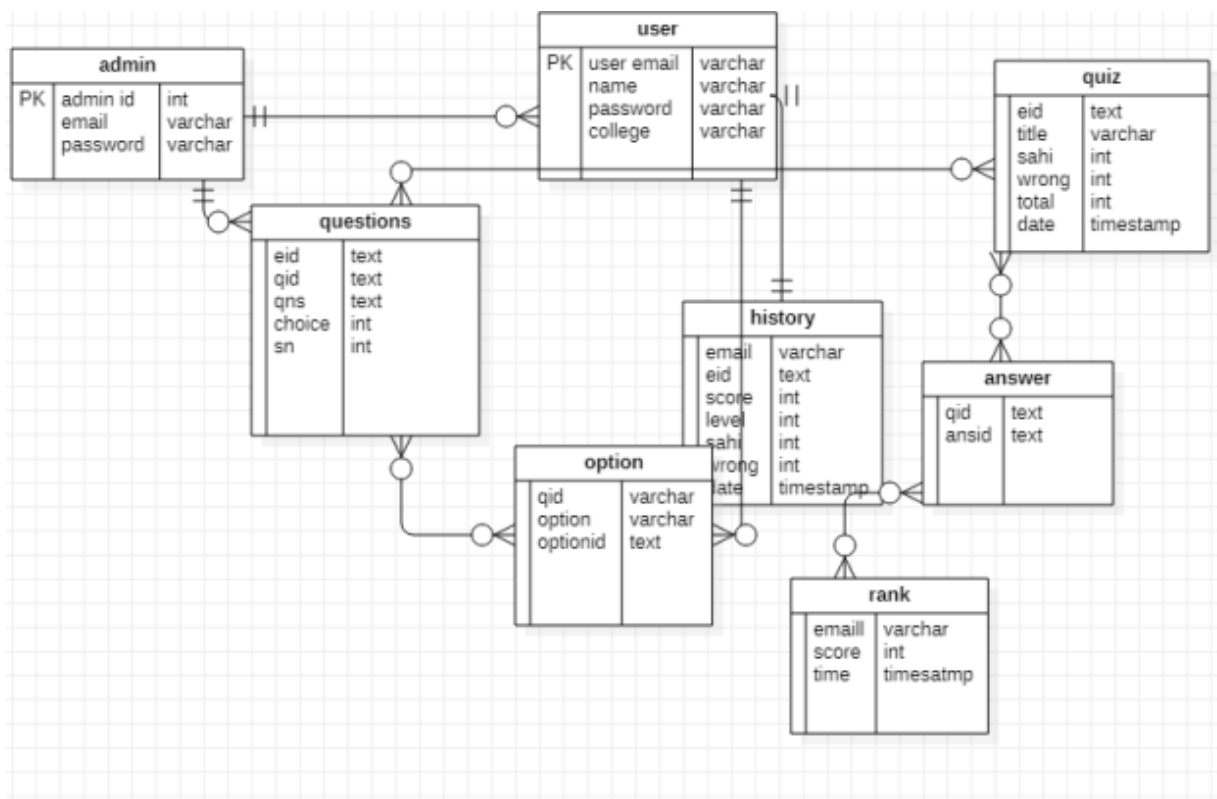 admin
PK admin id int
email varchar
password varchar
user
PK user email varchar
name varchar
password varchar
college varchar
quiz
eid text
title varchar
sahi int
wrong int
total int
date timestamp
questions
eid text
qid text
qns text
choice int
sn int
history
email varchar
eid text
score int
level int
sahi int
wrong int
date timestamp
answer
qid text
ansid text
option
qid varchar
option varchar
optionid text
rank
emaill varchar
score int
time timesatmp